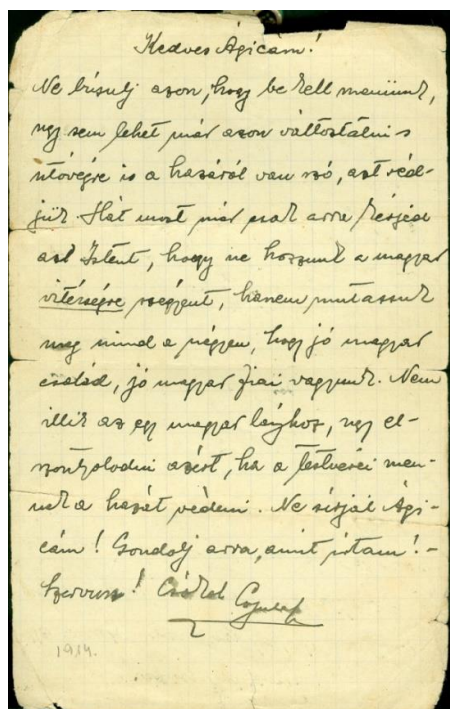 Kedves Ágicám!
Ne búsulj azon, hogy be kell mennünk,
úgy sem lehet már azon változtatni s
utóvégre is a hazáról van szó, azt véd-
jük. Hát most már csak arra kérjed
az Istent, hogy ne hozzunk a magyar
vitézségre szégyent, hanem mutassuk
meg mind a négyen, hogy jó magyar
család, jó magyar fiai vagyunk. Nem
illik az egy magyar lányhoz, úgy el-
szontyolodni azért, ha a testvérei men-
nek a hazát védeni. Ne sírjál Ági-
cám! Gondolj arra, amit írtam! -
Szervusz! Csókol
1914.